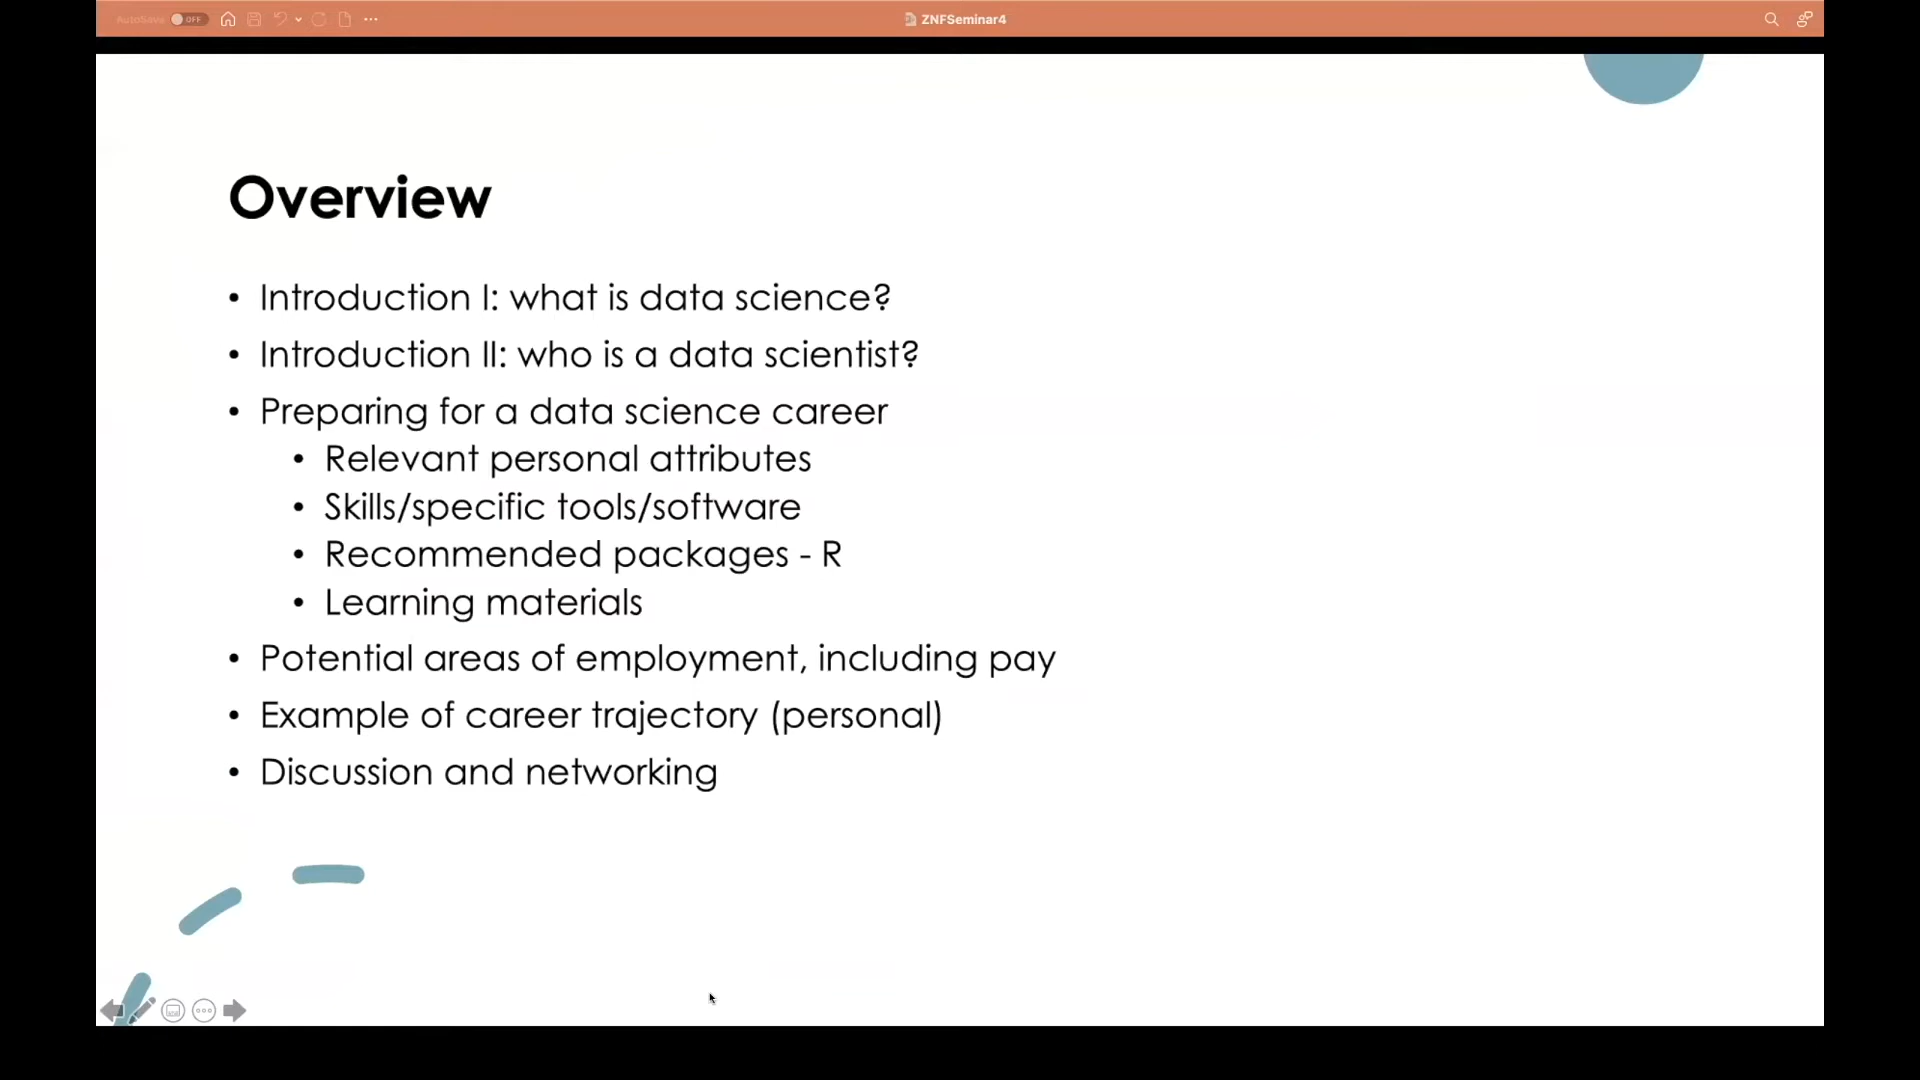 AutoSave OFF
ZNFSeminar4
Overview
• Introduction I: what is data science?
• Introduction II: who is a data scientist?
• Preparing for a data science career
• Relevant personal attributes
• Skills/specific tools/software
• Recommended packages - R
• Learning materials
• Potential areas of employment, including pay
• Example of career trajectory (personal)
• Discussion and networking